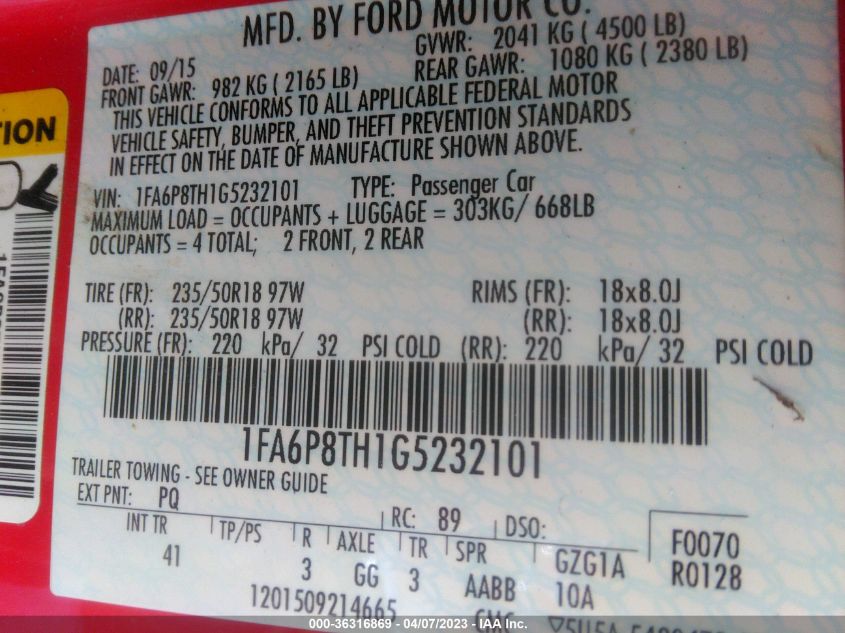 MFD. BY FORD MOTOR CO.
DATE: 09/15 GVWR: 2041 KG ( 4500 LB)
FRONT GAWR: 982 KG ( 2165 LB) REAR GAWR: 1080 KG ( 2380 LB)
THIS VEHICLE CONFORMS TO ALL APPLICABLE FEDERAL MOTOR
VEHICLE SAFETY, BUMPER, AND THEFT PREVENTION STANDARDS
IN EFFECT ON THE DATE OF MANUFACTURE SHOWN ABOVE.
VIN: 1FA6P8TH1G5232101 TYPE: Passenger Car
MAXIMUM LOAD = OCCUPANTS + LUGGAGE = 303KG/ 668LB
OCCUPANTS = 4 TOTAL; 2 FRONT, 2 REAR
TIRE (FR): 235/50R18 97W RIMS (FR): 18x8.0J
(RR): 235/50R18 97W (RR): 18x8.0J
PRESSURE (FR): 220 kPa/ 32 PSI COLD (RR): 220 kPa/ 32 PSI COLD
1FA6P8TH1G5232101
TRAILER TOWING - SEE OWNER GUIDE
EXT PNT: PQ RC: 89 DSO: F0070
INT TR TP/PS R AXLE TR SPR GZG1A R0128
41 3 GG 3 AABB 10A
1201509214665
TION
000-36316869 - 04/07/2023 - IAA Inc.